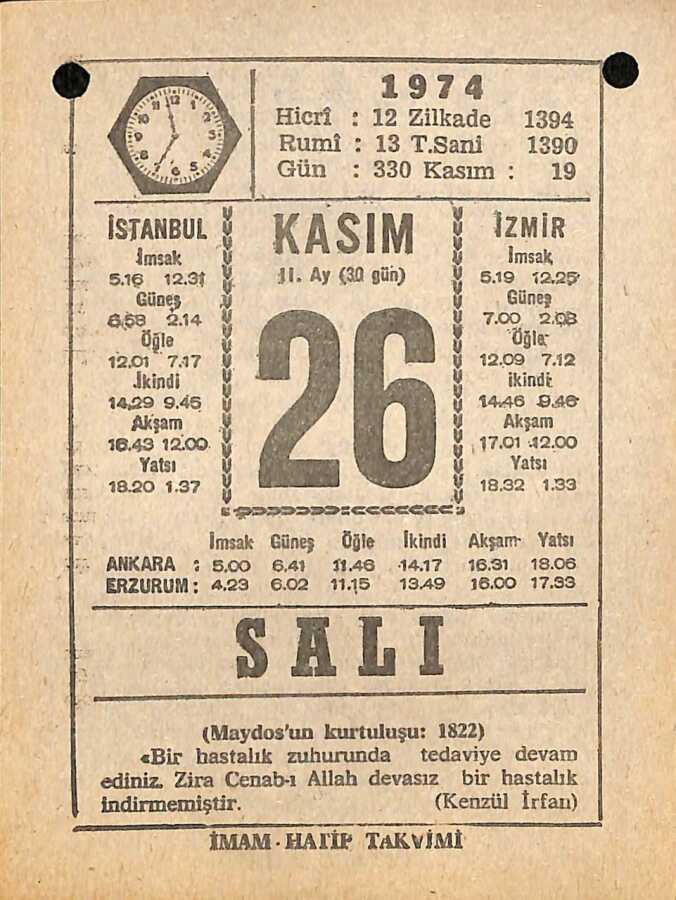 1974
Hicrî : 12 Zilkade 1394
Rumî : 13 T.Sani 1390
Gün : 330 Kasım : 19
İSTANBUL
İmsak
5.16 12.31
Güneş
6.58 2.14
Öğle
12.01 7.17
İkindi
14.29 9.45
Akşam
16.43 12.00
Yatsı
18.20 1.37
KASIM
11. Ay (30 gün)
26
İZMİR
İmsak
5.19 12.25
Güneş
7.00 2.08
Öğle
12.09 7.12
ikindi
14.46 9.46
Akşam
17.01 12.00
Yatsı
18.32 1.33
İmsak Güneş Öğle İkindi Akşam Yatsı
ANKARA : 5.00 6.41 11.46 14.17 16.31 18.06
ERZURUM : 4.23 6.02 11.15 13.49 16.00 17.33
SALI
(Maydos'un kurtuluşu: 1822)
«Bir hastalık zuhurunda tedaviye devam
ediniz. Zira Cenab-ı Allah devasız bir hastalık
indirmemiştir. (Kenzül İrfan)
İMAM - HATİP TAKVİMİ